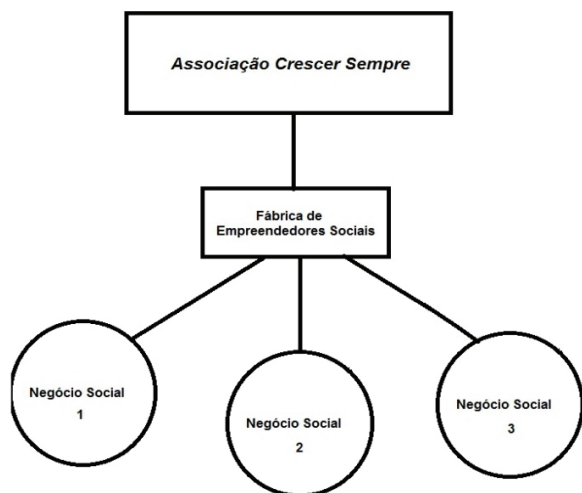 Associação Crescer Sempre
Fábrica de
Empreendedores Sociais
Negócio Social
1
Negócio Social
2
Negócio Social
3